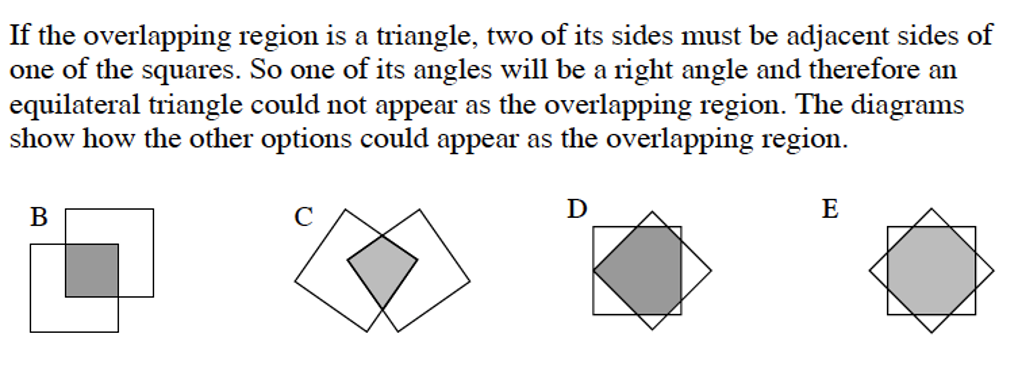 If the overlapping region is a triangle, two of its sides must be adjacent sides of
one of the squares. So one of its angles will be a right angle and therefore an
equilateral triangle could not appear as the overlapping region. The diagrams
show how the other options could appear as the overlapping region.
B
C
D
E